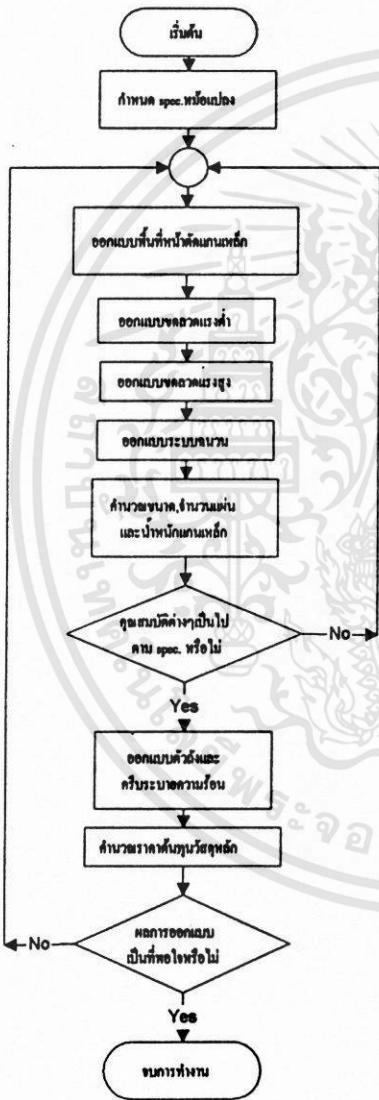 เริ่มต้น
กำหนด spec.หม้อแปลง
ออกแบบพื้นที่หน้าตัดแกนเหล็ก
ออกแบบขดลวดแรงต่ำ
ออกแบบขดลวดแรงสูง
ออกแบบระบบฉนวน
คำนวณขนาด,จำนวนแผ่น
และน้ำหนักแกนเหล็ก
คุณสมบัติต่างๆเป็นไป
ตาม spec. หรือไม่
No
Yes
ออกแบบตัวถังและ
ครีบระบายความร้อน
คำนวณราคาต้นทุนวัสดุหลัก
ผลการออกแบบ
เป็นที่พอใจหรือไม่
No
Yes
จบการทำงาน